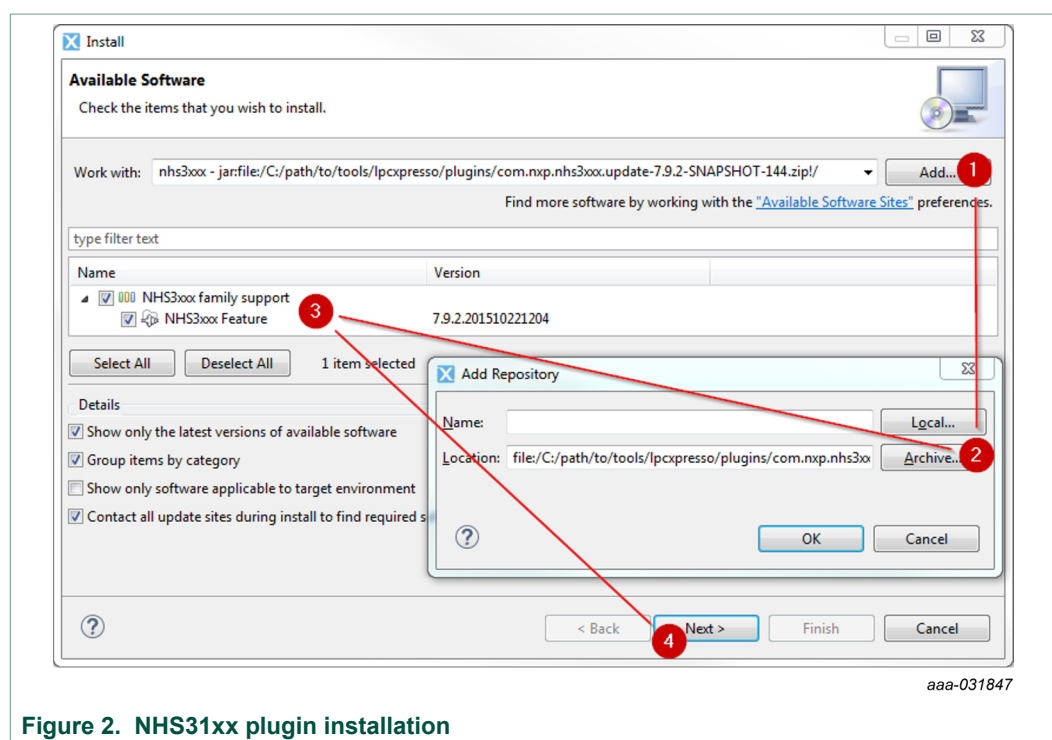 Install
Available Software
Check the items that you wish to install.
Work with: nhs3xxx - jar:file:/C:/path/to/tools/lpcxpresso/plugins/com.nxp.nhs3xxx.update-7.9.2-SNAPSHOT-144.zip!/ Add... 1
Find more software by working with the "Available Software Sites" preferences.
type filter text
Name Version
NHS3xxx family support
3
NHS3xxx Feature 7.9.2.201510221204
Select All Deselect All 1 item selected
Add Repository
Details
Name: Local...
Show only the latest versions of available software
Location: file:/C:/path/to/tools/lpcxpresso/plugins/com.nxp.nhs3xx Archive... 2
Group items by category
Show only software applicable to target environment
Contact all update sites during install to find required s
? OK Cancel
? < Back Next > Finish Cancel
4
aaa-031847
Figure 2. NHS31xx plugin installation